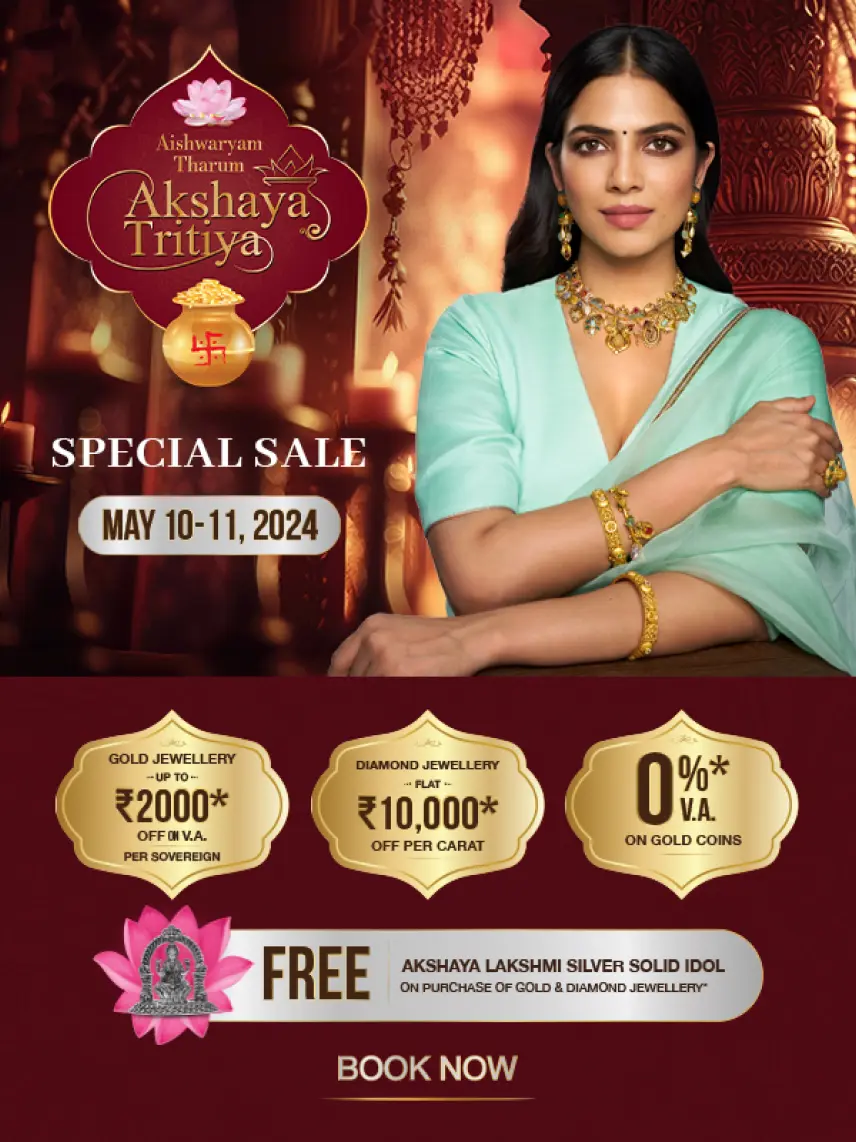 Aishwaryam
Tharum
Akshaya
Tritiya
SPECIAL SALE
MAY 10-11, 2024
GOLD JEWELLERY
UP TO
₹2000*
OFF ON V.A.
PER SOVEREIGN
DIAMOND JEWELLERY
FLAT
₹10,000*
OFF PER CARAT
0%*
V.A.
ON GOLD COINS
FREE
AKSHAYA LAKSHMI SILVER SOLID IDOL
ON PURCHASE OF GOLD & DIAMOND JEWELLERY*
BOOK NOW